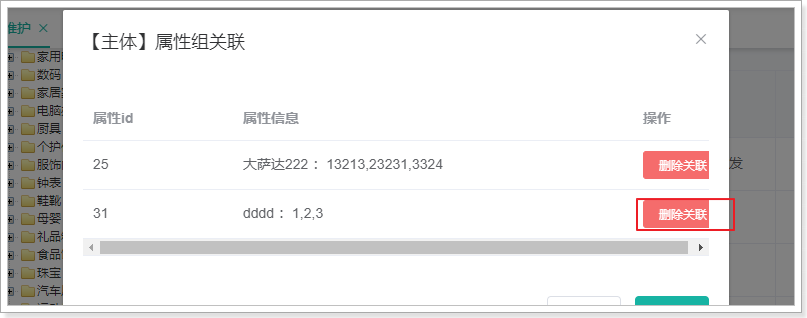 维护 ×
【主体】属性组关联
家用
数码
家居
电脑
厨具
个护
服饰
钟表
鞋靴
母婴
礼品
食品
珠宝
汽车
属性id 属性信息 操作
25 大萨达222： 13213,23231,3324 删除关联
发
31 dddd： 1,2,3 删除关联